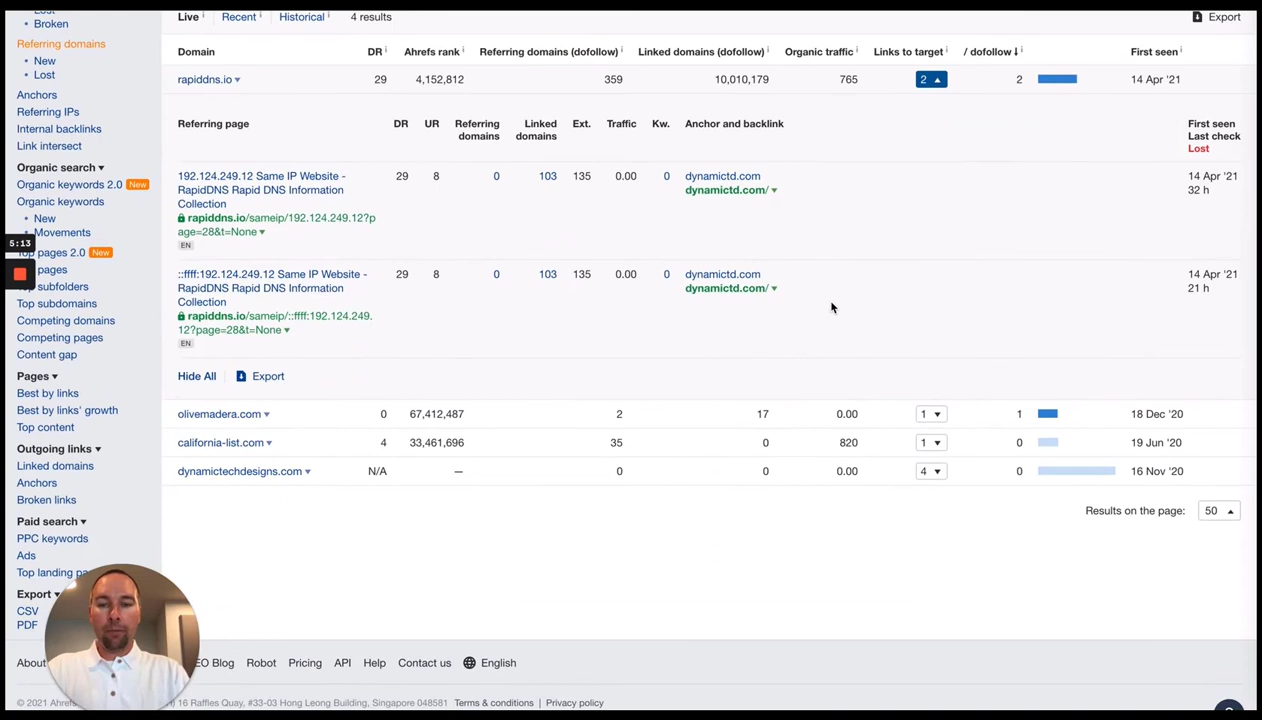 Live Recent Historical 4 results Export
Broken
Referring domains
New
Lost
Anchors
Referring IPs
Internal backlinks
Link intersect
Organic search
Organic keywords 2.0 New
Organic keywords
New
Movements
pages 2.0 New
pages
subfolders
Top subdomains
Competing domains
Competing pages
Content gap
Pages
Best by links
Best by links' growth
Top content
Outgoing links
Linked domains
Anchors
Broken links
Paid search
PPC keywords
Ads
Top landing
Export
CSV
PDF
5:13
Domain DR Ahrefs rank Referring domains (dofollow) Linked domains (dofollow) Organic traffic Links to target / dofollow First seen
rapiddns.io 29 4,152,812 359 10,010,179 765 2 2 14 Apr '21
Referring page DR UR Referring domains Linked domains Ext. Traffic Kw. Anchor and backlink First seen
Last check
Lost
192.124.249.12 Same IP Website - 29 8 0 103 135 0.00 0 dynamictd.com 14 Apr '21
RapidDNS Rapid DNS Information dynamictd.com/ 32 h
Collection
rapiddns.io/sameip/192.124.249.12?p
age=28&t=None
EN
::ffff:192.124.249.12 Same IP Website - 29 8 0 103 135 0.00 0 dynamictd.com 14 Apr '21
RapidDNS Rapid DNS Information dynamictd.com/ 21 h
Collection
rapiddns.io/sameip/::ffff:192.124.249.
12?page=28&t=None
EN
Hide All Export
olivemadera.com 0 67,412,487 2 17 0.00 1 1 18 Dec '20
california-list.com 4 33,461,696 35 0 820 1 0 19 Jun '20
dynamictechdesigns.com N/A — 0 0 0.00 4 0 16 Nov '20
Results on the page: 50
About EO Blog Robot Pricing API Help Contact us English
© 2021 Ahrefs 16 Raffles Quay, #33-03 Hong Leong Building, Singapore 048581 Terms & conditions | Privacy policy